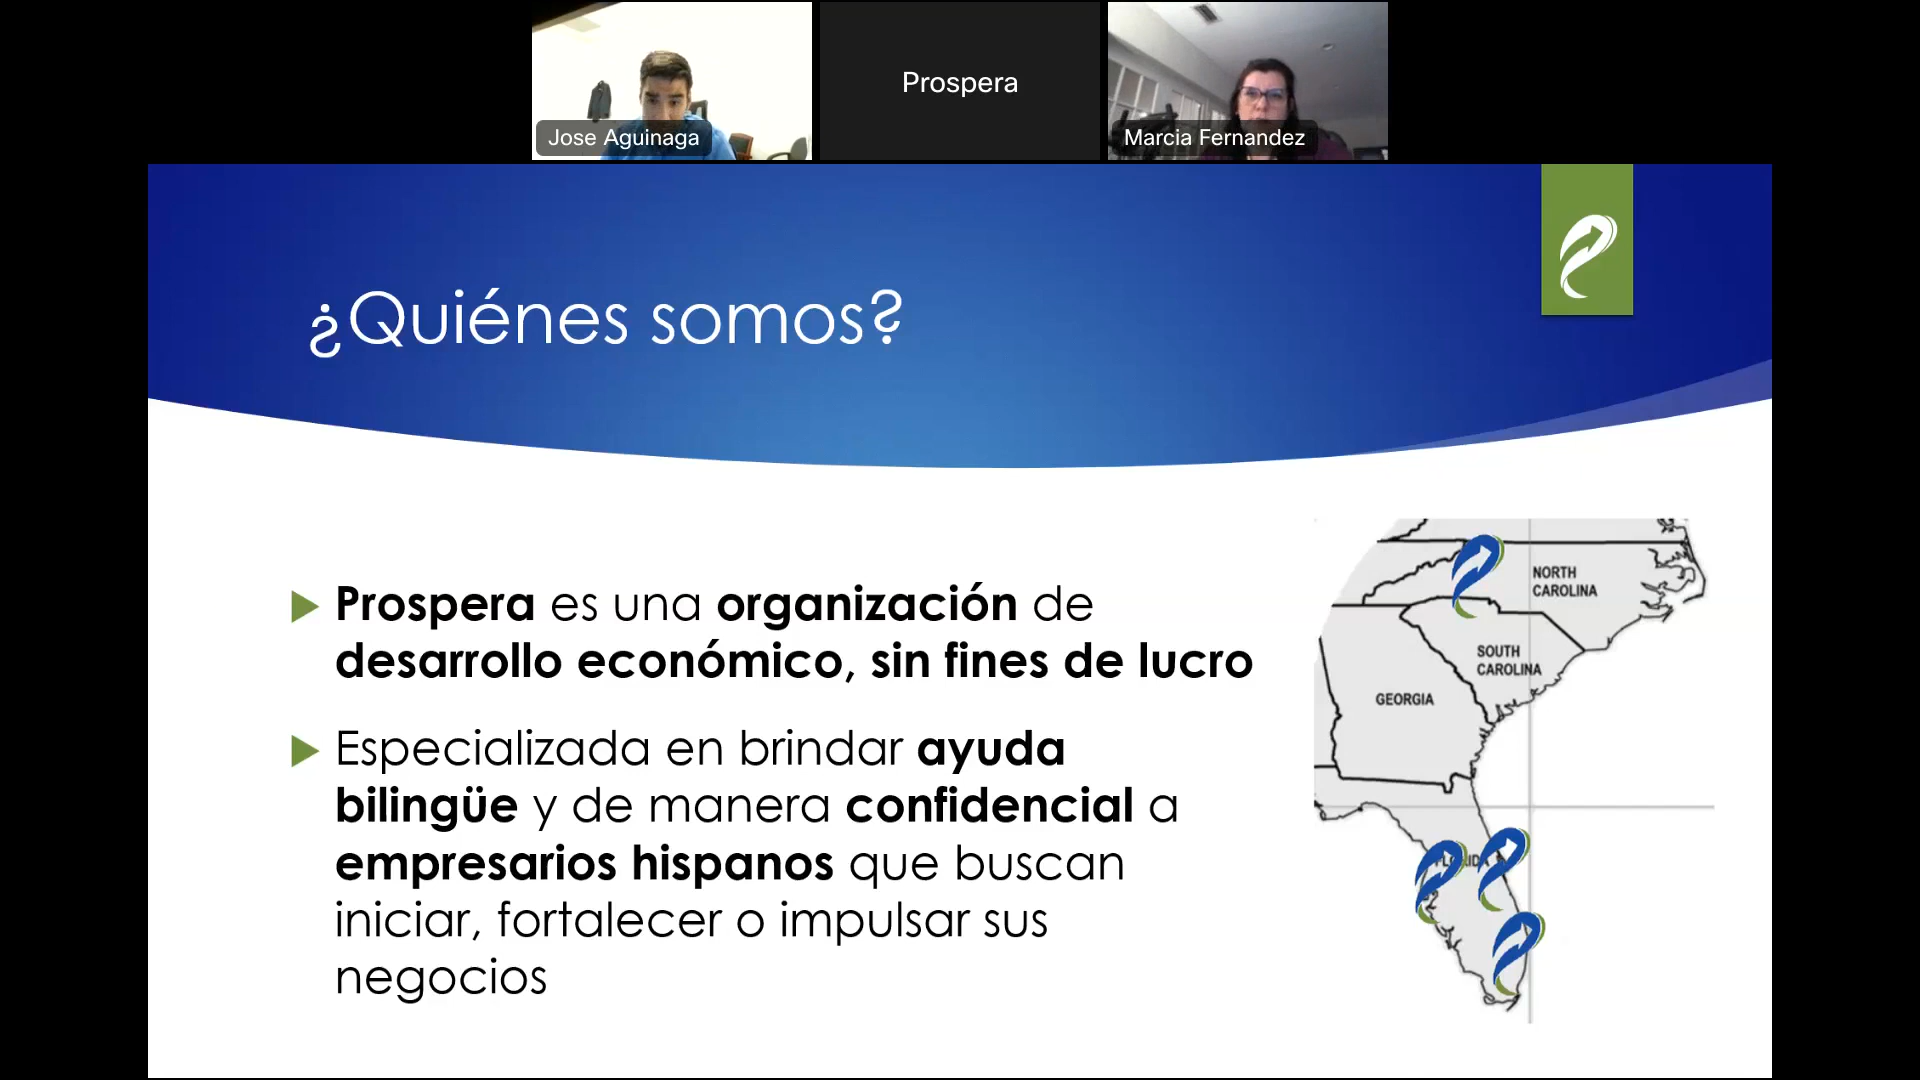 Jose Aguinaga
Prospera
Marcia Fernandez
¿Quiénes somos?
Prospera es una organización de
desarrollo económico, sin fines de lucro
Especializada en brindar ayuda
bilingüe y de manera confidencial a
empresarios hispanos que buscan
iniciar, fortalecer o impulsar sus
negocios
NORTH
CAROLINA
SOUTH
CAROLINA
GEORGIA
FLORIDA